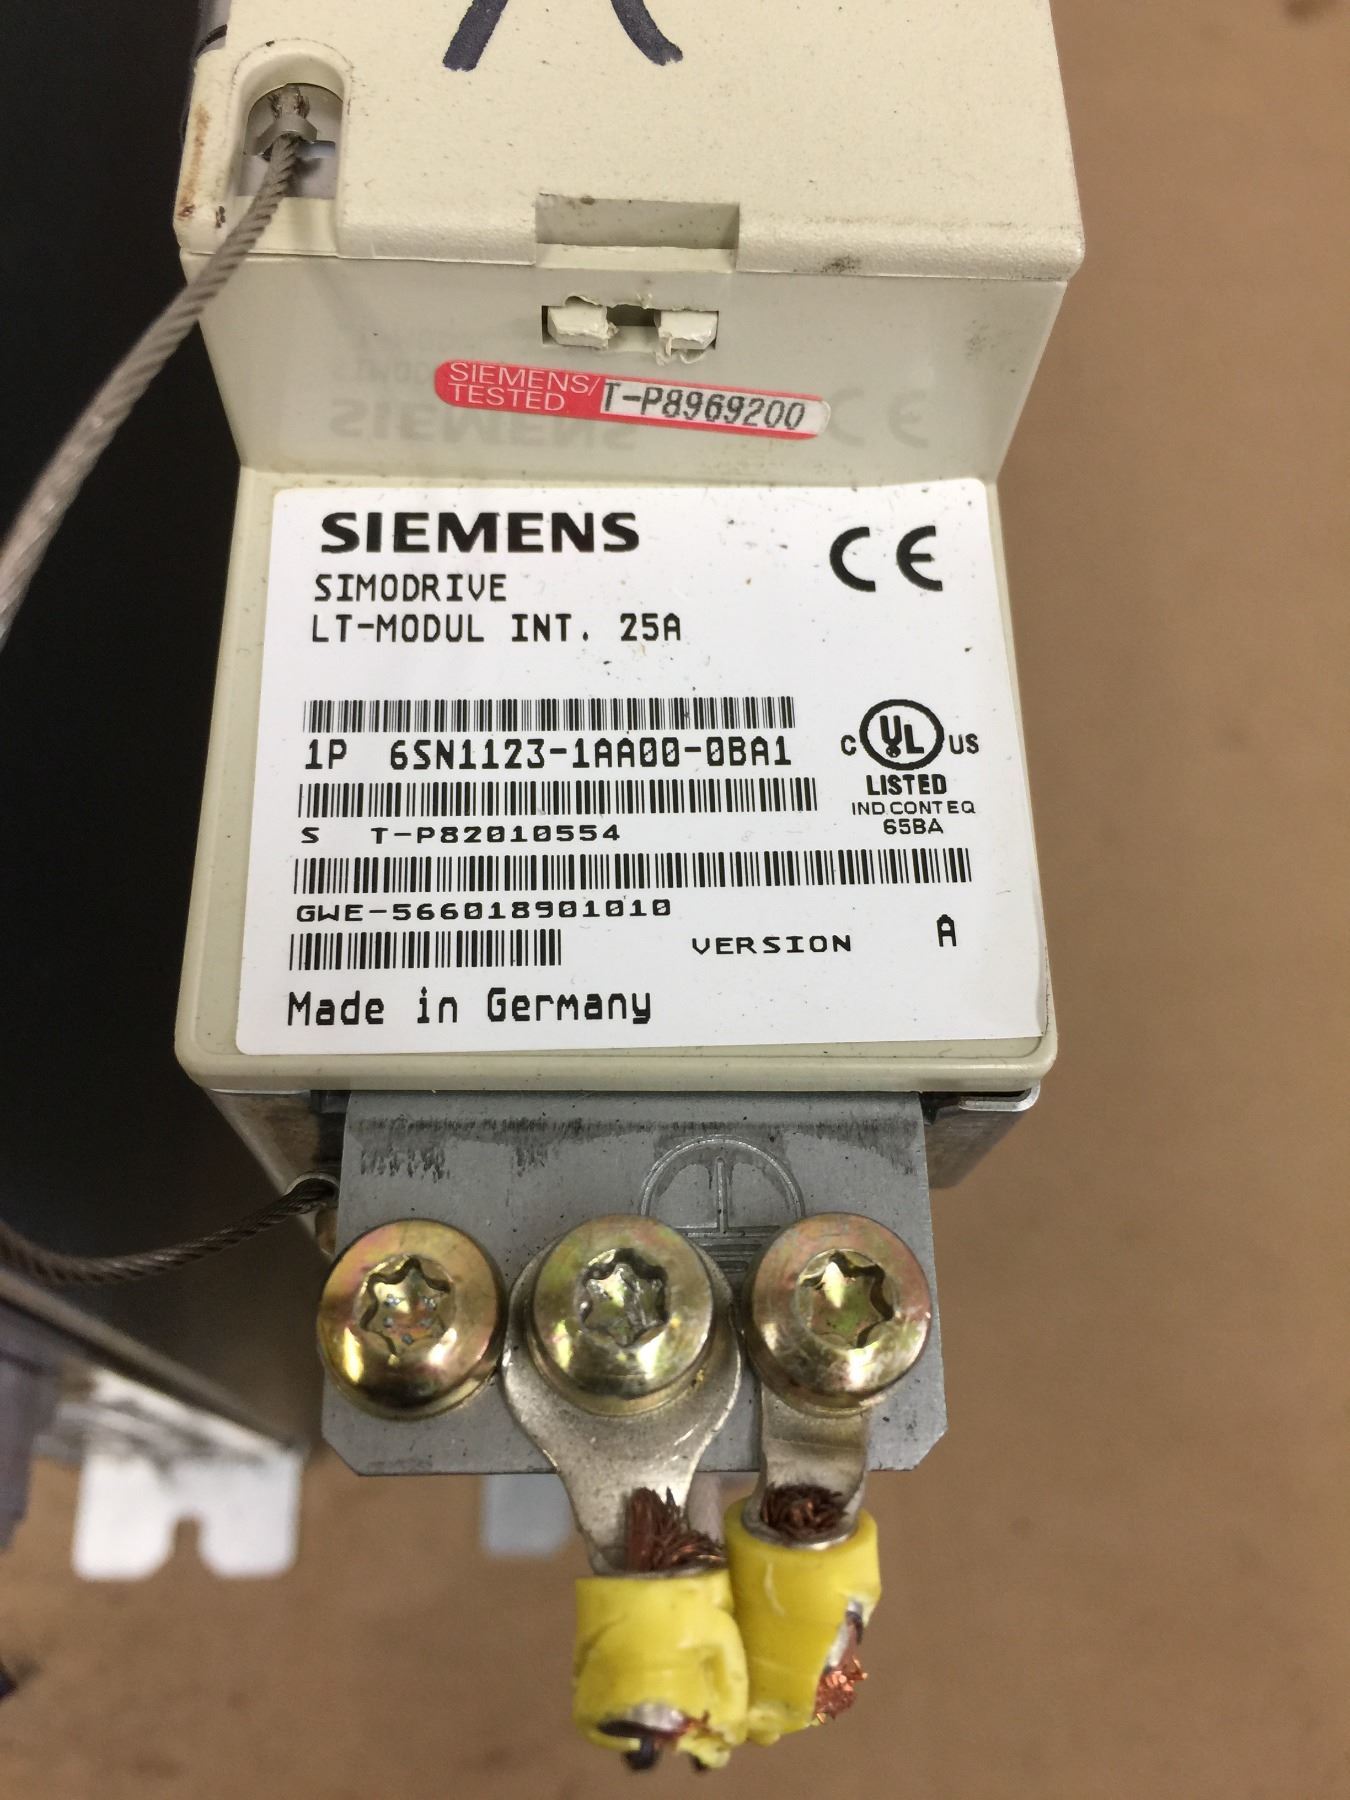 SIEMENS/ T-P8969200
TESTED
SIEMENS
CE
SIMODRIVE
LT-MODUL INT. 25A
1P 6SN1123-1AA00-0BA1
C UL US
LISTED
IND.CONT.EQ
65BA
S T-P82010554
GWE-566018901010
VERSION A
Made in Germany